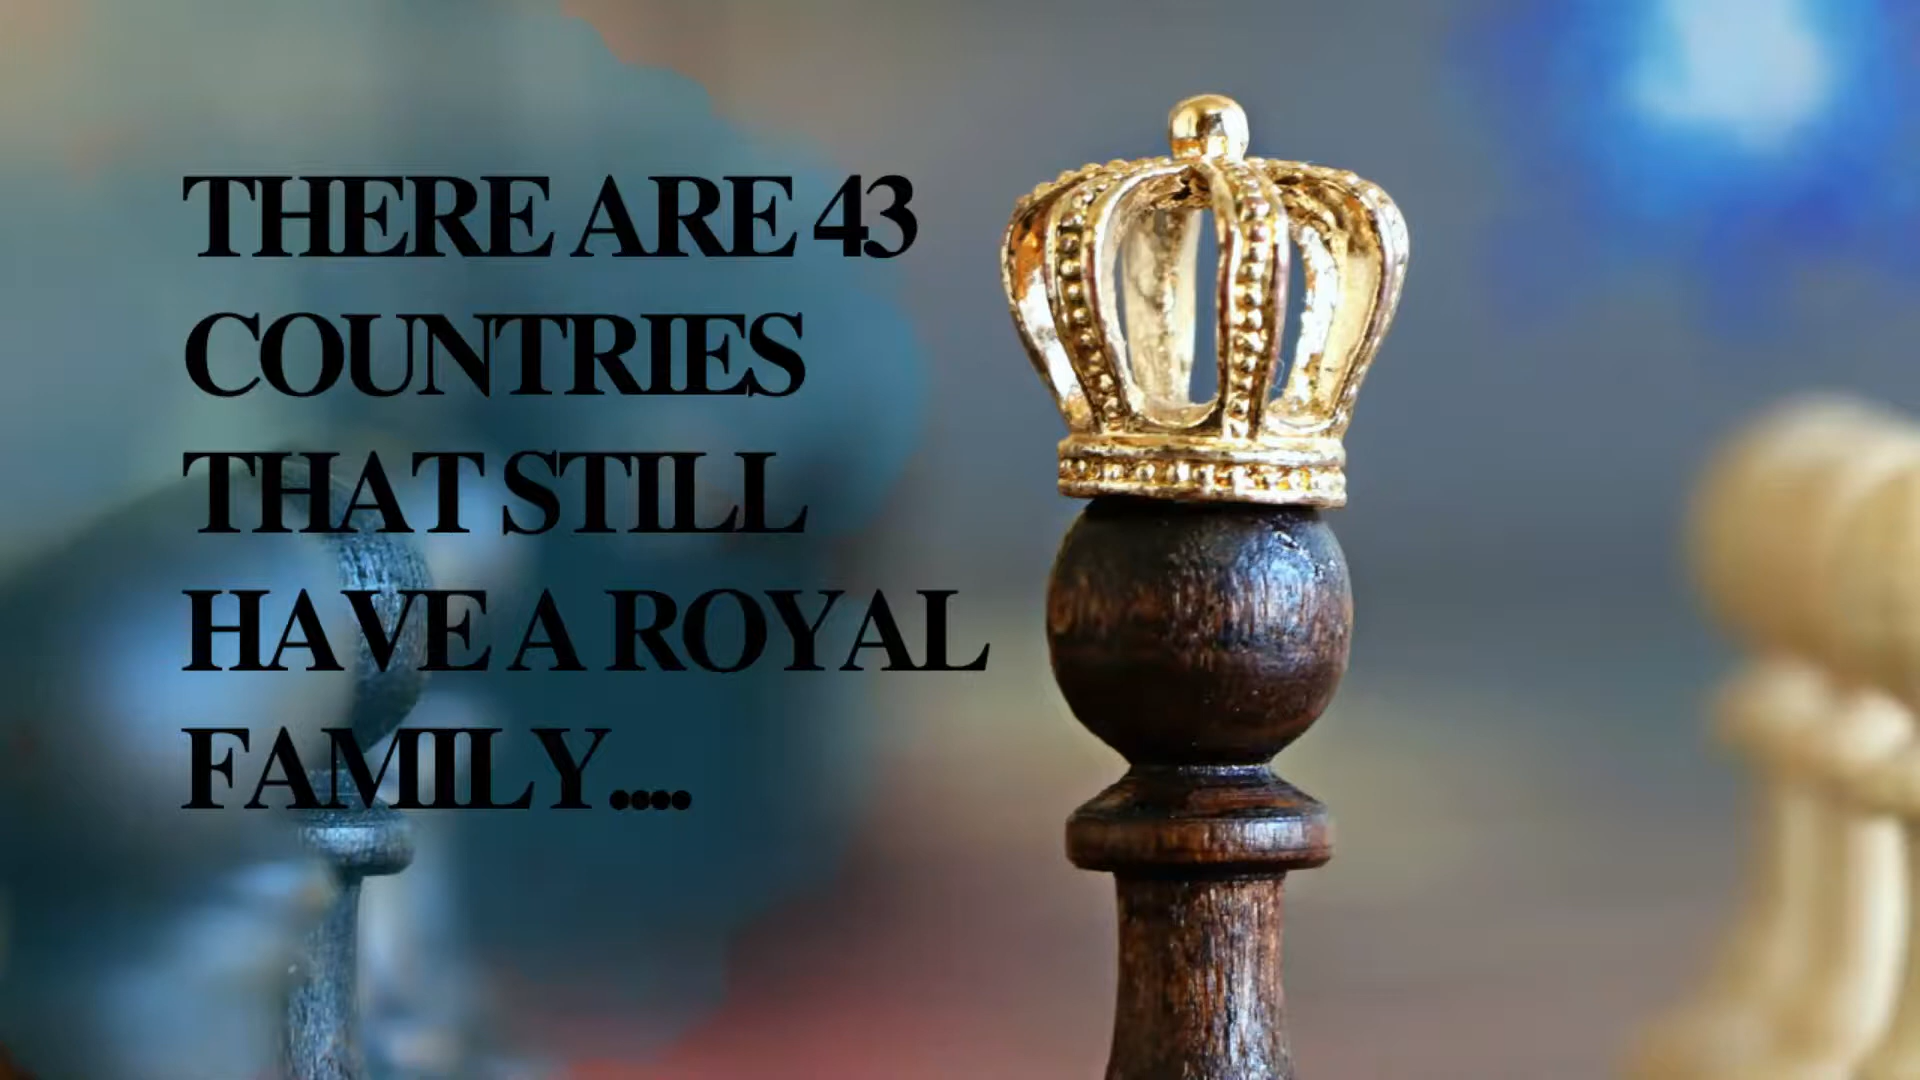 THERE ARE 43
COUNTRIES
THAT STILL
HAVE A ROYAL
FAMILY....